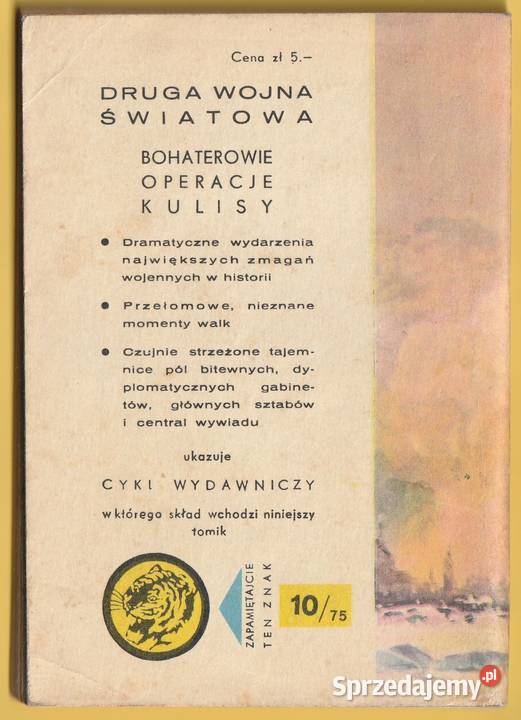 Sprzedajemy.pl
Cena zł 5.–
DRUGA WOJNA
ŚWIATOWA
BOHATEROWIE
OPERACJE
KULISY
● Dramatyczne wydarzenia
największych zmagań
wojennych w historii
● Przełomowe, nieznane
momenty walk
● Czujnie strzeżone tajem-
nice pól bitewnych, dy-
plomatycznych gabine-
tów, głównych sztabów
i central wywiadu
ukazuje
CYKL WYDAWNICZY
w którego skład wchodzi niniejszy
tomik
ZAPAMIĘTAJCIE
TEN ZNAK
10/75
Sprzedajemy.pl